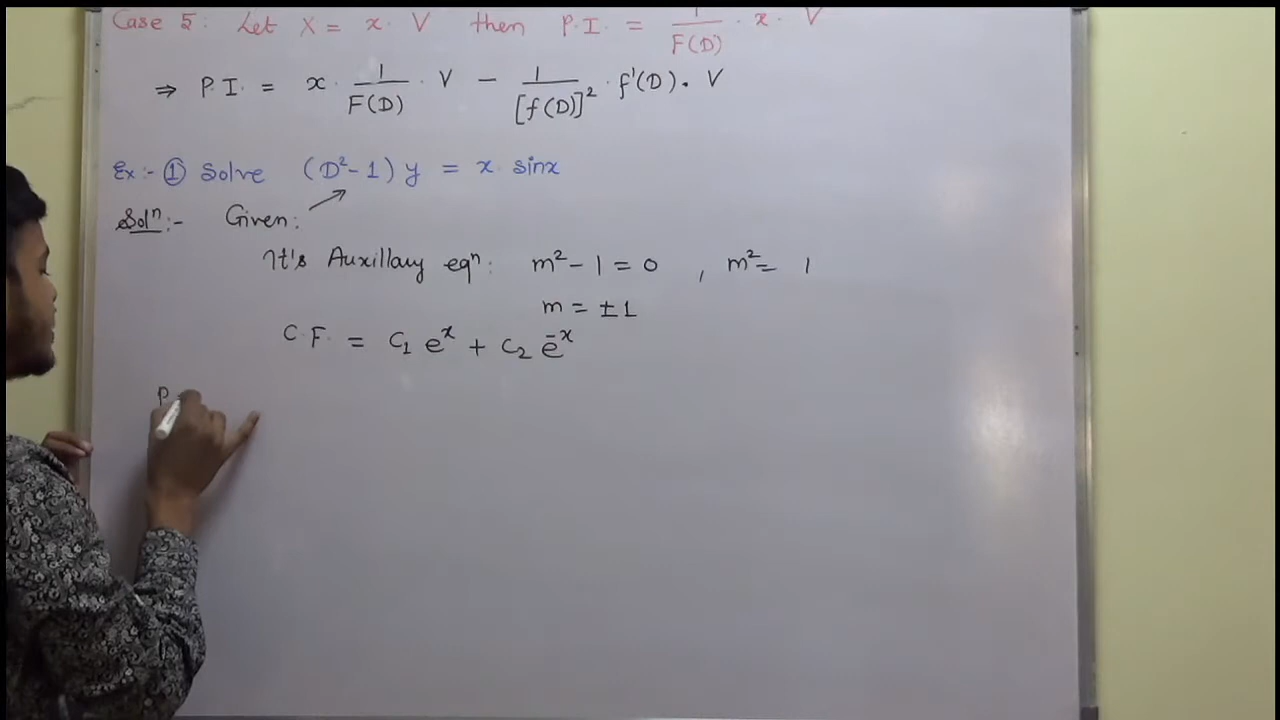 Case 5: Let X = x · V then P.I. = 1/F(D) · x · V
⇒ P.I. = x · 1/F(D) · V − 1/[f(D)]² · f'(D) · V
Ex:- ① Solve (D²-1) y = x sinx
Solⁿ:- Given:
It's Auxillary eqⁿ: m² - 1 = 0 , m² = 1
m = ±1
C.F. = C₁ eˣ + C₂ e⁻ˣ
P